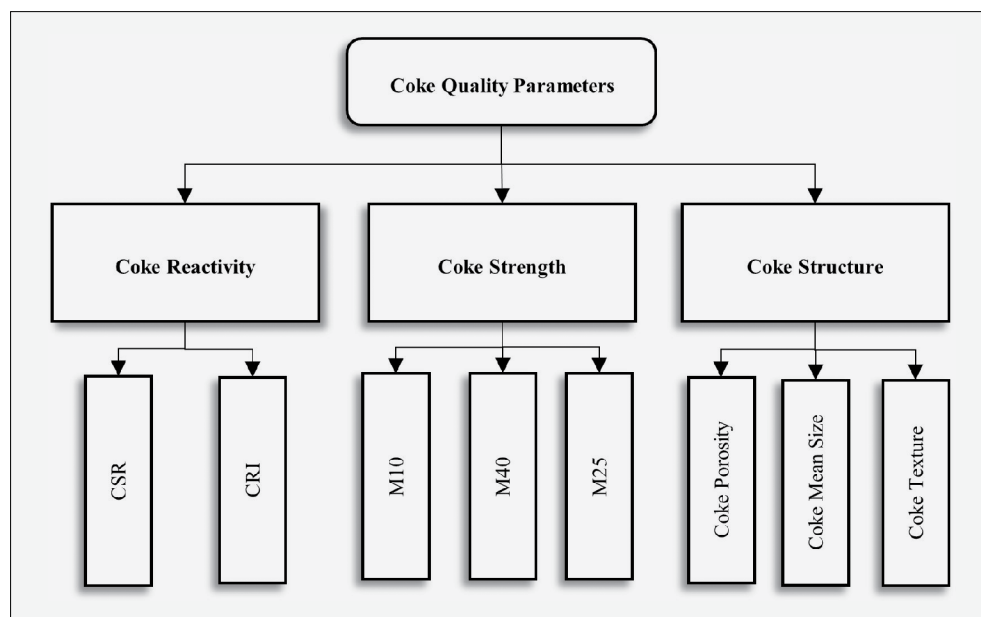 Coke Quality Parameters
Coke Reactivity
Coke Strength
Coke Structure
CSR
CRI
M10
M40
M25
Coke Porosity
Coke Mean Size
Coke Texture